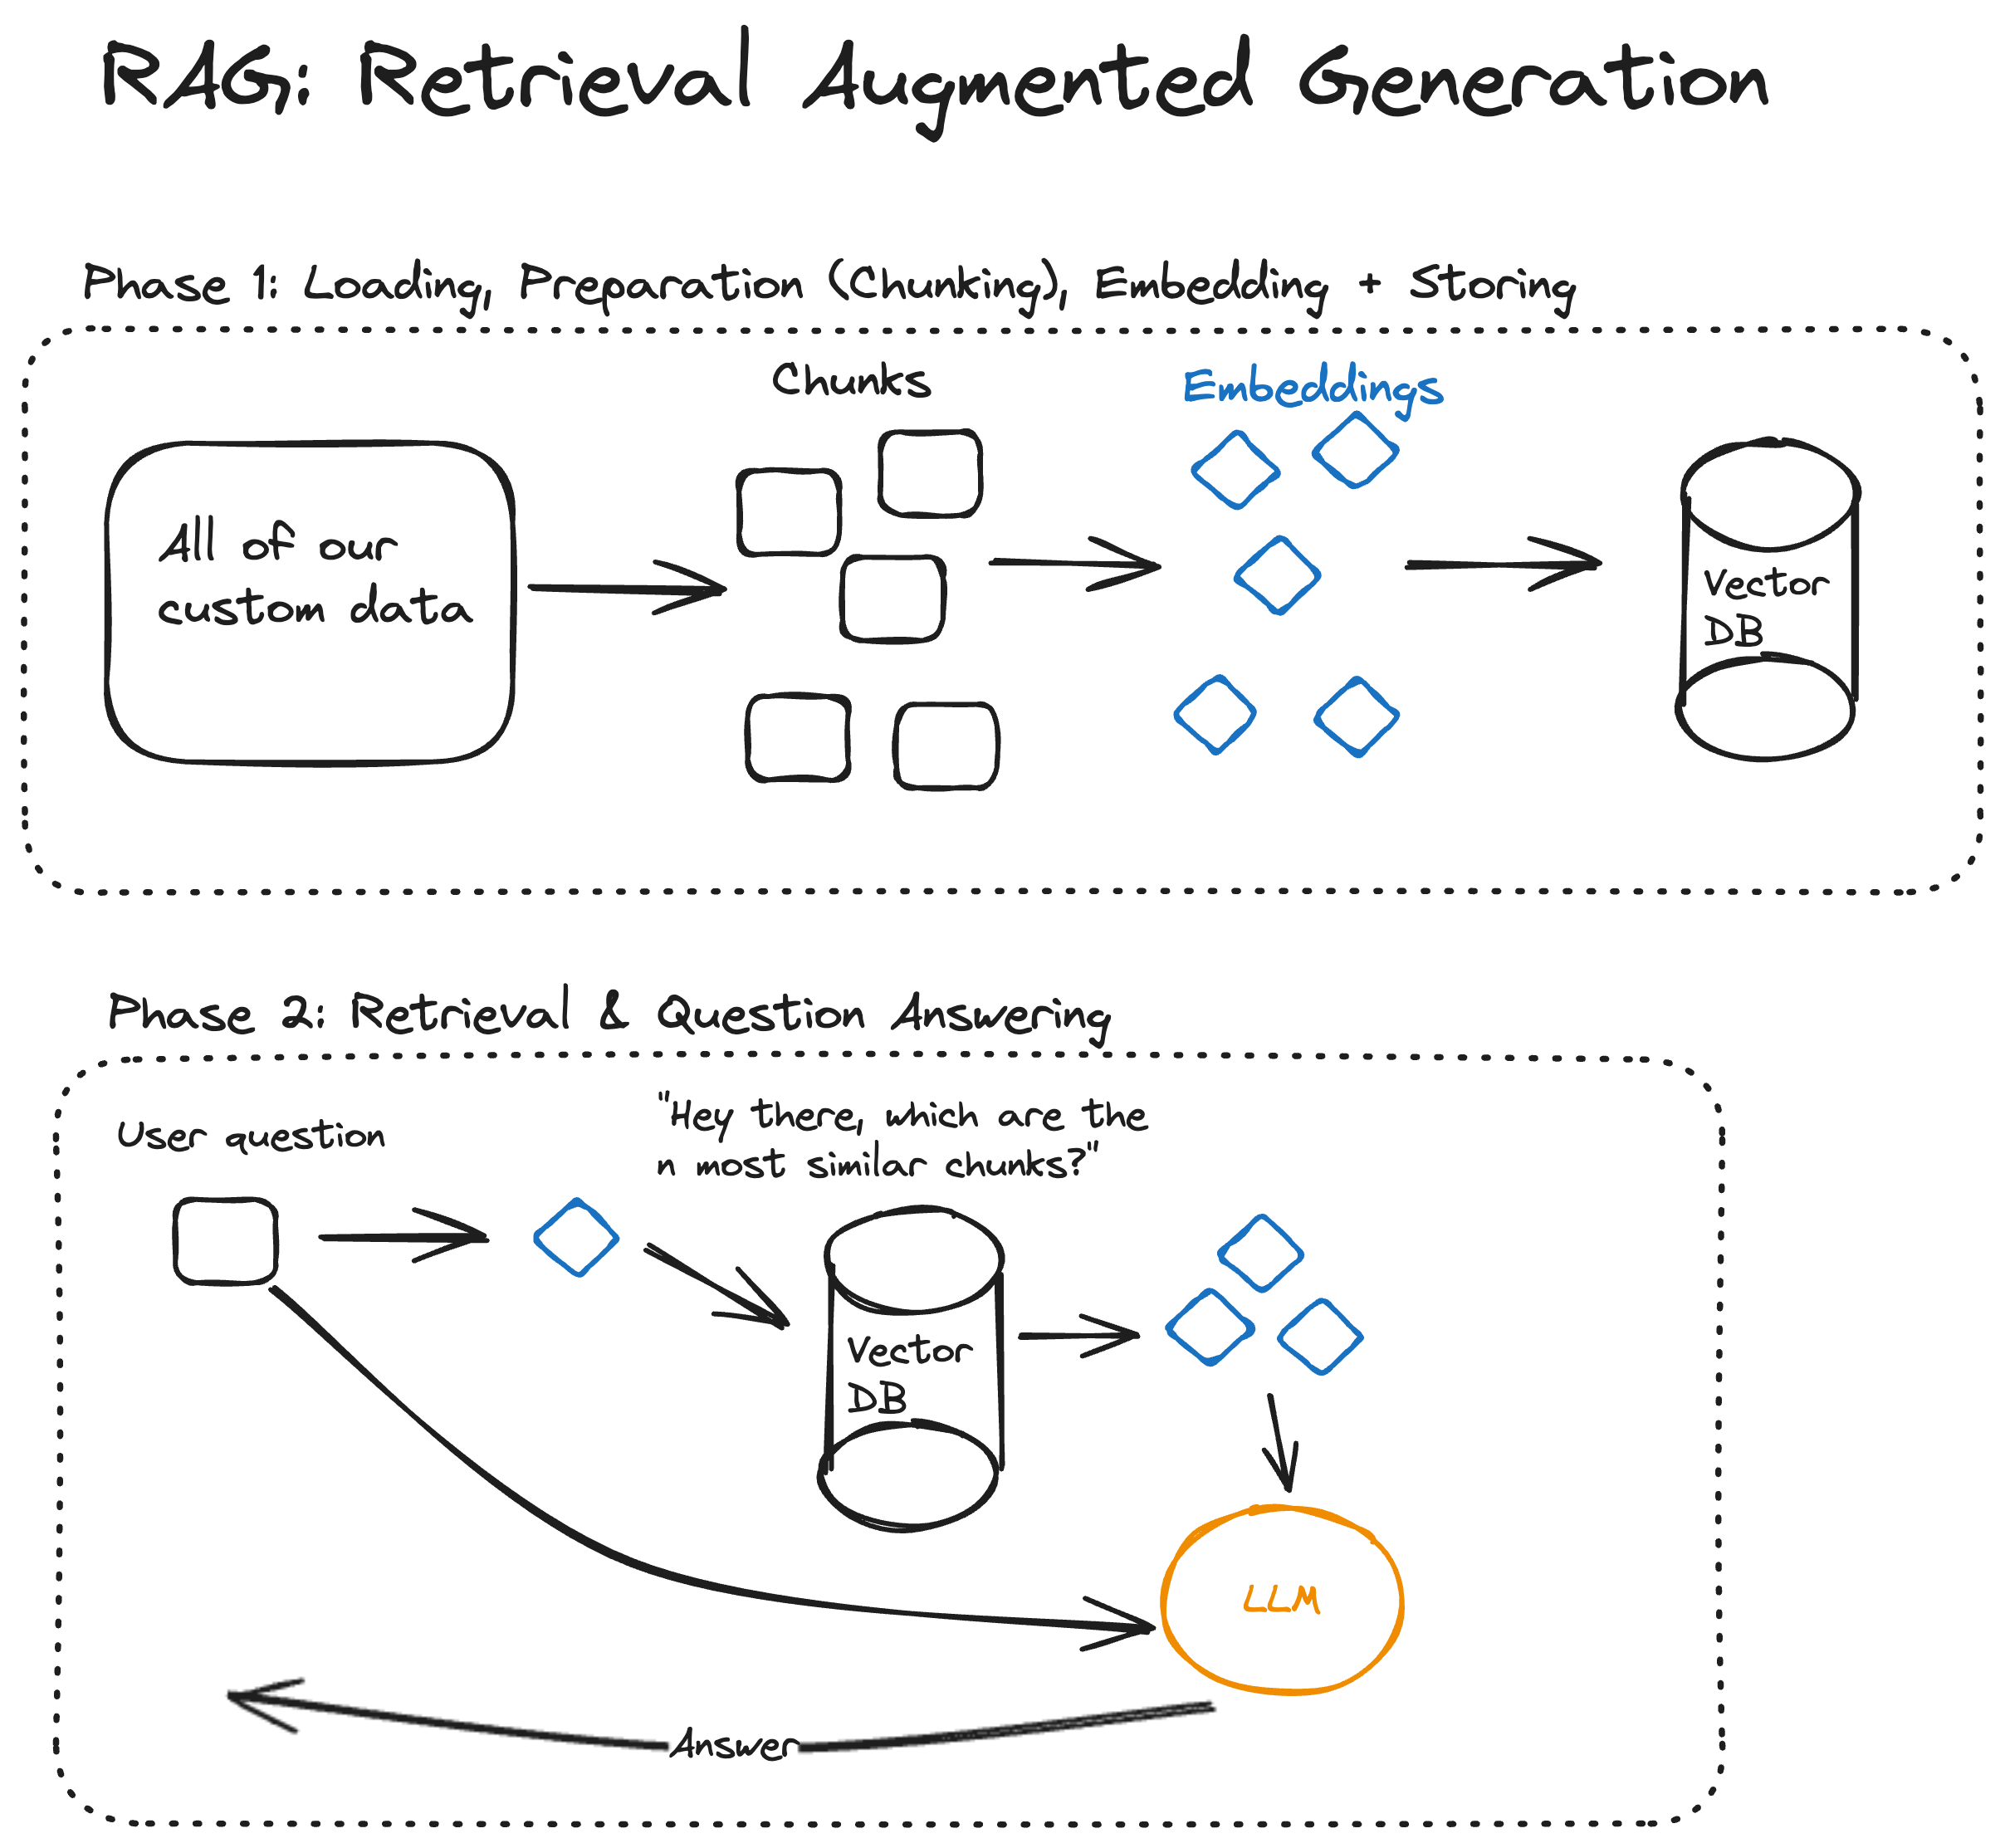 RAG: Retrieval Augmented Generation
Phase 1: Loading, Preparation (Chunking), Embedding + Storing
Chunks
Embeddings
All of our
custom data
Vector
DB
Phase 2: Retrieval & Question Answering
User question
"Hey there, which are the
n most similar chunks?"
Vector
DB
LLM
Answer